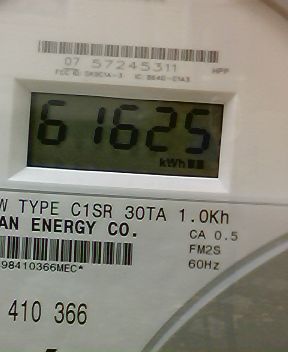 07 57245311
HPP
61625
kWh
W TYPE C1SR 30TA 1.0Kh
AN ENERGY CO.
CA 0.5
FM2S
60Hz
98410366MEC*
410 366